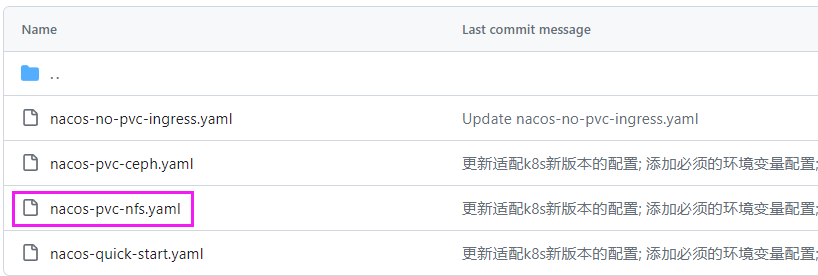 Name Last commit message
..
nacos-no-pvc-ingress.yaml Update nacos-no-pvc-ingress.yaml
nacos-pvc-ceph.yaml 更新适配k8s新版本的配置; 添加必须的环境变量配置;
nacos-pvc-nfs.yaml 更新适配k8s新版本的配置; 添加必须的环境变量配置;
nacos-quick-start.yaml 更新适配k8s新版本的配置; 添加必须的环境变量配置;